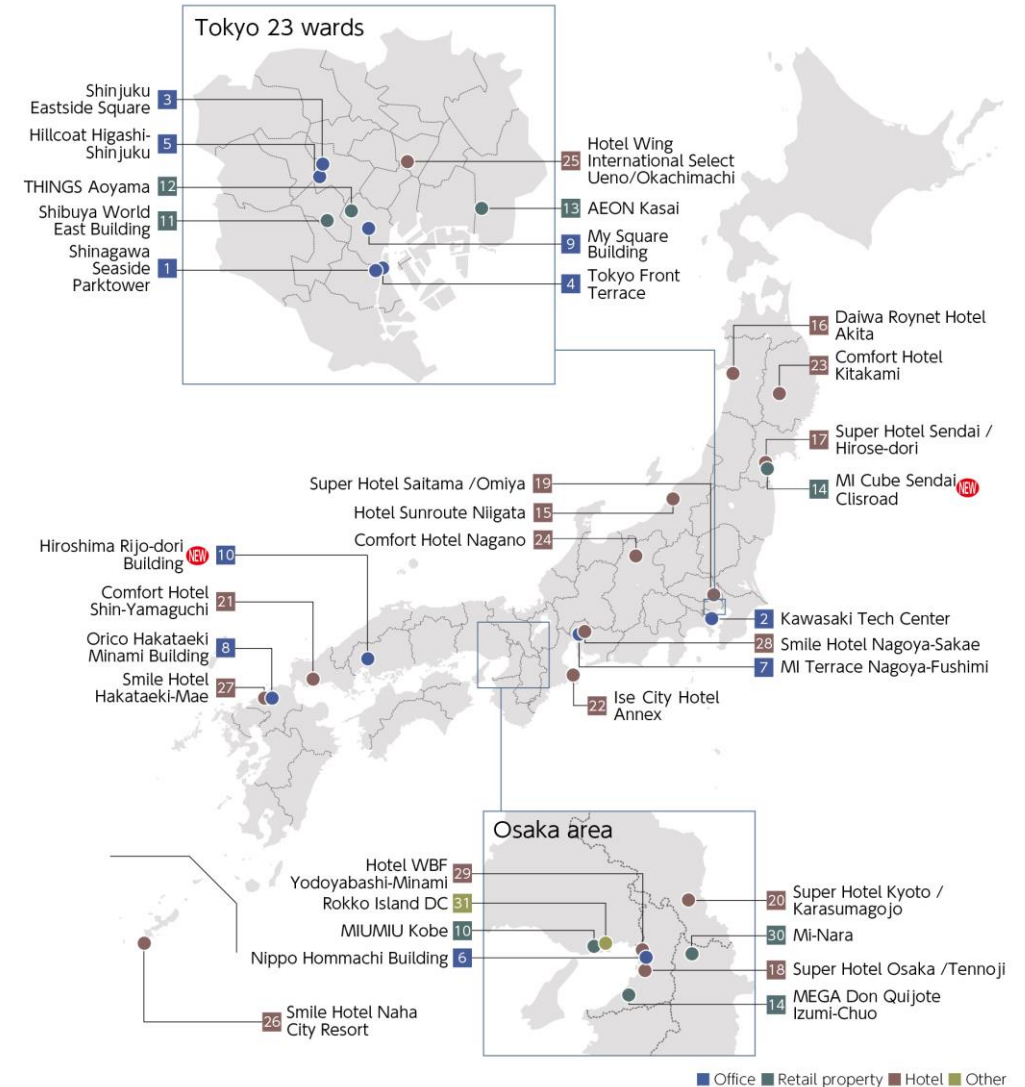 Tokyo 23 wards
Shinjuku
Eastside Square
3
Hillcoat Higashi-
Shinjuku
5
THINGS Aoyama
12
Shibuya World
East Building
11
Shinagawa
Seaside
Parktower
1
25
Hotel Wing
International Select
Ueno/Okachimachi
13 AEON Kasai
9
My Square
Building
4
Tokyo Front
Terrace
16
Daiwa Roynet Hotel
Akita
23
Comfort Hotel
Kitakami
17
Super Hotel Sendai /
Hirose-dori
14
MI Cube Sendai
Clisroad
NEW
Super Hotel Saitama /Omiya 19
Hotel Sunroute Niigata 15
Comfort Hotel Nagano 24
Hiroshima Rijo-dori
Building
NEW
10
Comfort Hotel
Shin-Yamaguchi
21
Orico Hakataeki
Minami Building
8
Smile Hotel
Hakataeki-Mae
27
2 Kawasaki Tech Center
28 Smile Hotel Nagoya-Sakae
7 MI Terrace Nagoya-Fushimi
22
Ise City Hotel
Annex
Osaka area
Hotel WBF
Yodoyabashi-Minami
29
Rokko Island DC 31
MIUMIU Kobe 10
Nippo Hommachi Building 6
20
Super Hotel Kyoto /
Karasumagojo
30 Mi-Nara
18 Super Hotel Osaka /Tennoji
14
MEGA Don Quijote
Izumi-Chuo
26
Smile Hotel Naha
City Resort
Office Retail property Hotel Other